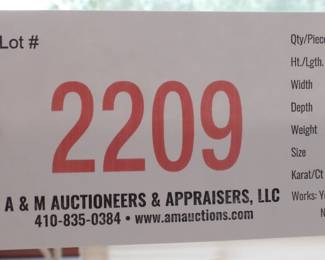 Lot #
2209
A & M AUCTIONEERS & APPRAISERS, LLC
410-835-0384 • www.amauctions.com
Qty/Piece
Ht./Lgth.
Width
Depth
Weight
Size
Karat/Ct
Works: Y
N